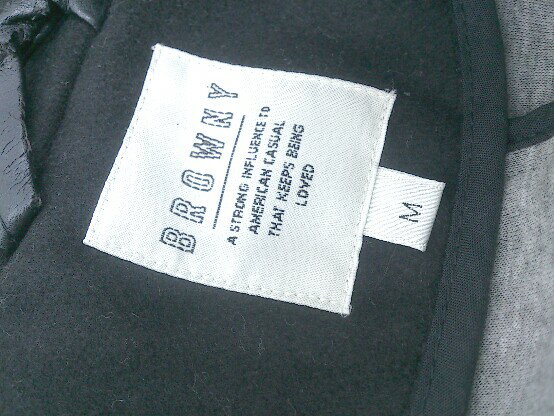 BROWNY
A STRONG INFLUENCE TO
AMERICAN CASUAL
THAT KEEPS BEING
LOVED
M